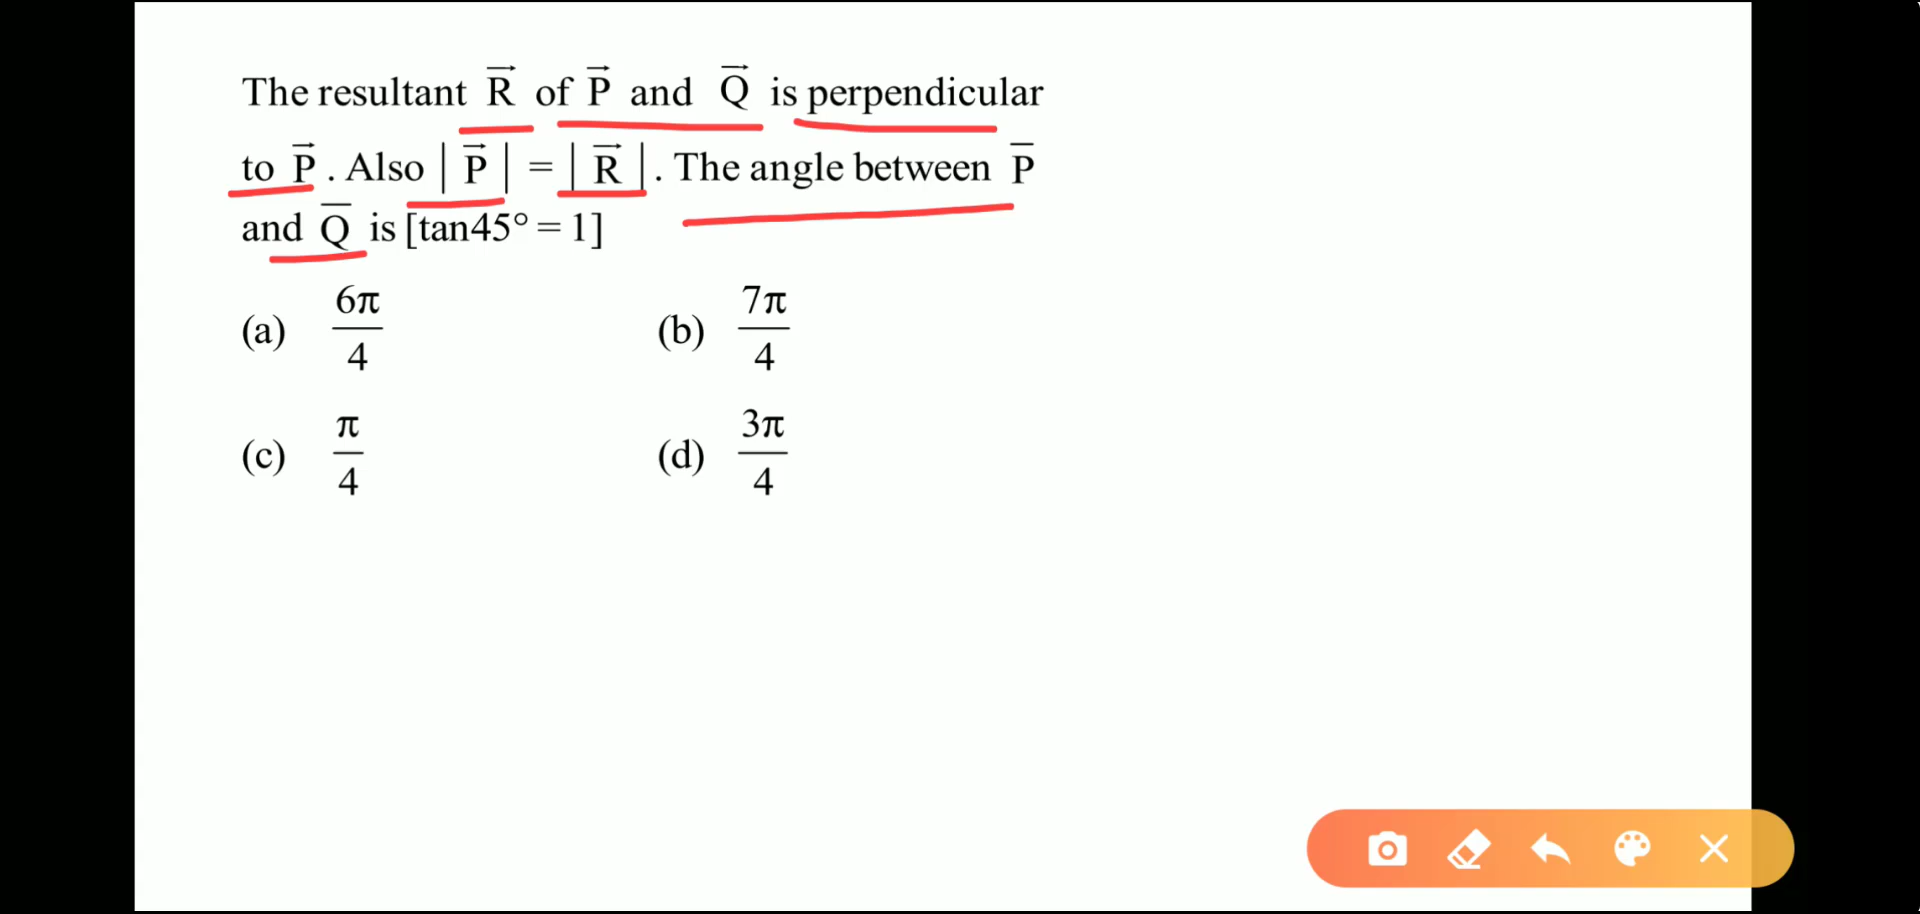 The resultant R⃗ of P⃗ and Q⃗ is perpendicular
to P⃗ . Also | P⃗ | = | R⃗ |. The angle between P̅
and Q̅ is [tan45° = 1]
(a) 6π/4 (b) 7π/4
(c) π/4 (d) 3π/4